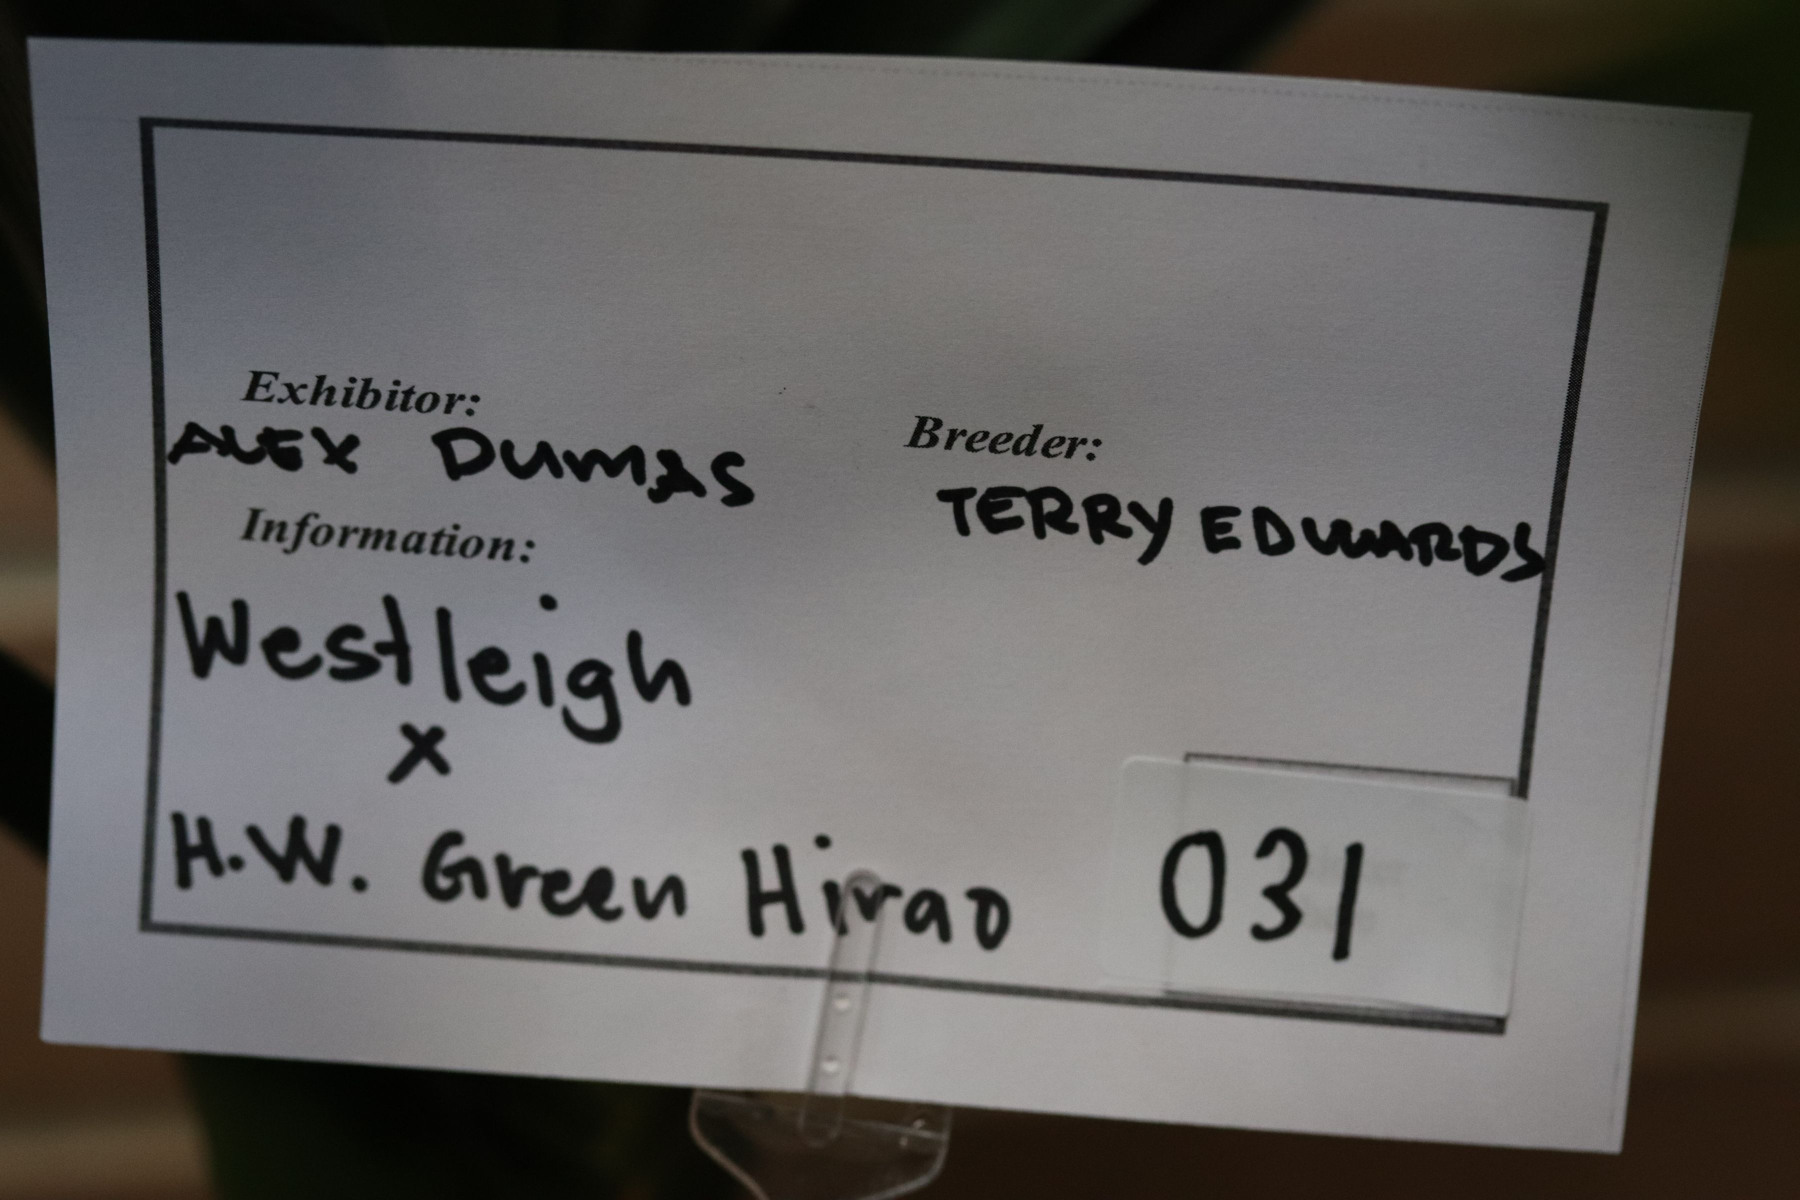 Exhibitor:
ALEX DUMAS
Breeder:
TERRY EDWARDS
Information:
Westleigh
x
H.W. Green Hirao
031